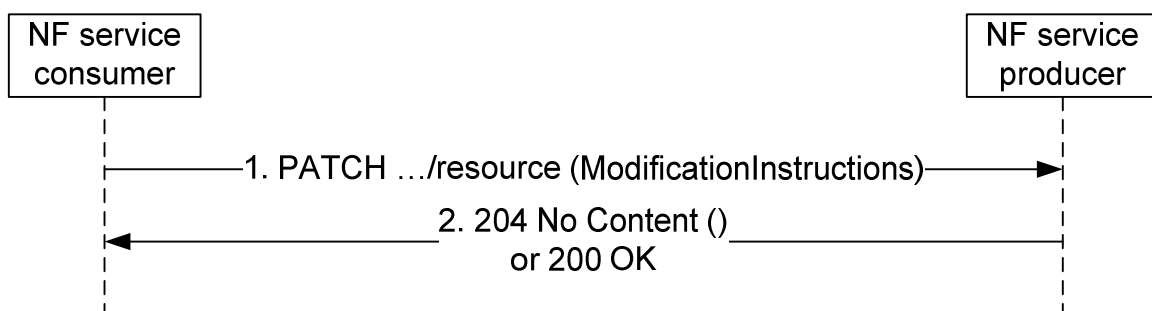 NF service
consumer
NF service
producer
1. PATCH …/resource (ModificationInstructions)
2. 204 No Content ()
or 200 OK